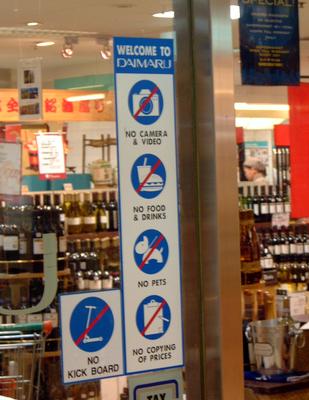 WELCOME TO
DAIMARU
NO CAMERA
& VIDEO
NO FOOD
& DRINKS
NO PETS
NO COPYING
OF PRICES
NO
KICK BOARD
TAX
SPECIAL!